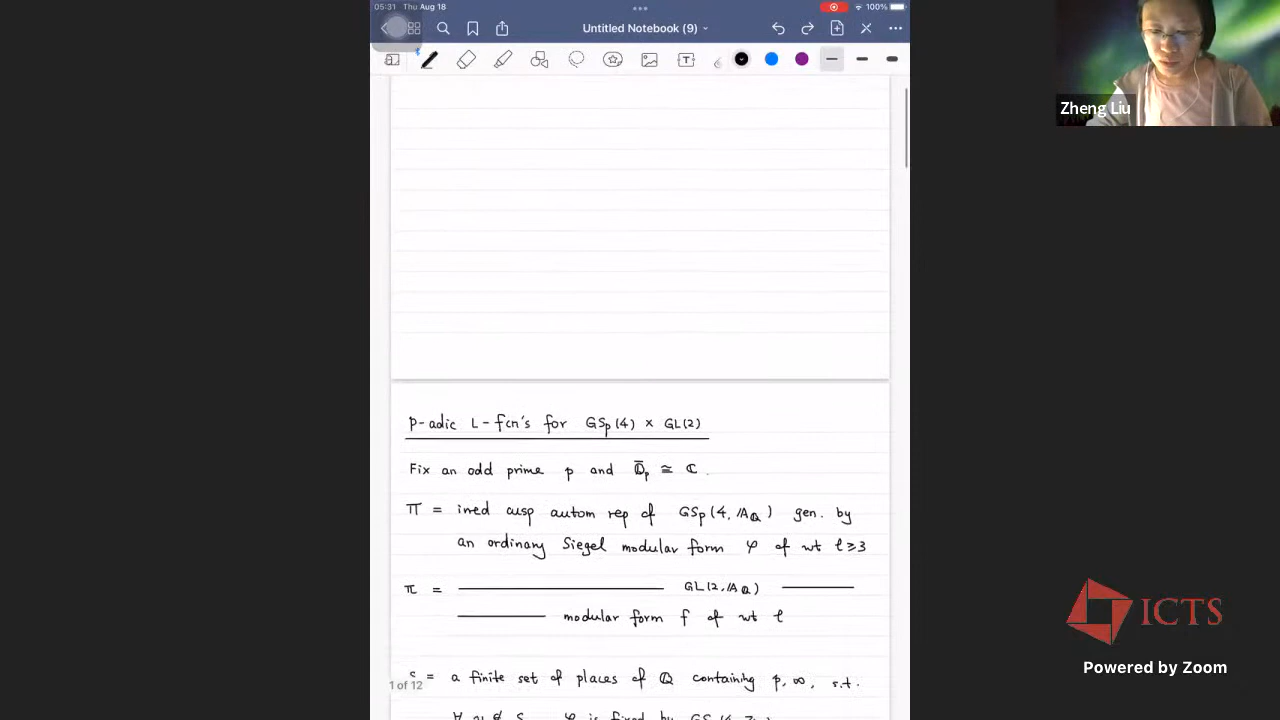 05:31 Thu Aug 18
100%
Untitled Notebook (9)
Zheng Liu
p-adic L-fcn's for GSp(4) × GL(2)
Fix an odd prime p and Q̄p ≅ C.
Π = irred cusp autom rep of GSp(4, AQ) gen. by
an ordinary Siegel modular form φ of wt ℓ≥3
π = ——— GL(2, AQ) ———
——— modular form f of wt ℓ
= a finite set of places of Q containing p, ∞, s.t.
1 of 12
φ is fixed by
ICTS
Powered by Zoom